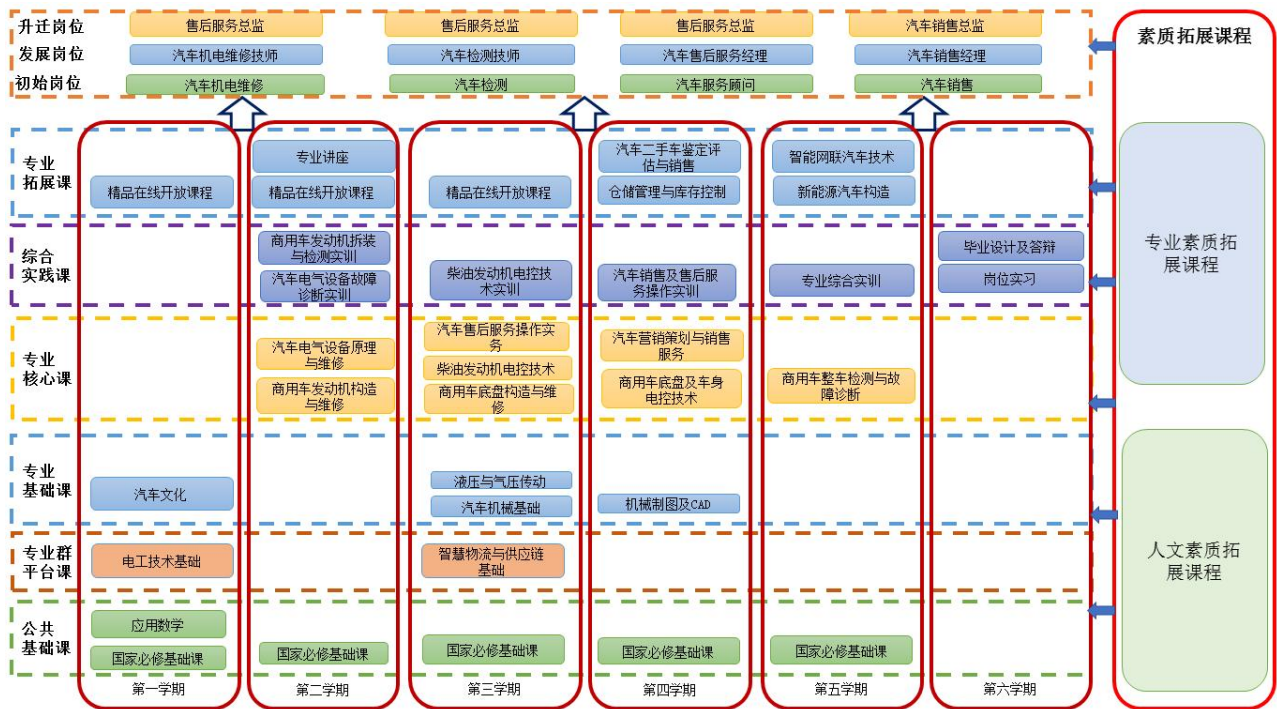 升迁岗位
售后服务总监
售后服务总监
售后服务总监
汽车销售总监
发展岗位
汽车机电维修技师
汽车检测技师
汽车售后服务经理
汽车销售经理
初始岗位
汽车机电维修
汽车检测
汽车服务顾问
汽车销售
素质拓展课程
专业
拓展课
精品在线开放课程
专业讲座
精品在线开放课程
精品在线开放课程
汽车二手车鉴定评
估与销售
仓储管理与库存控制
智能网联汽车技术
新能源汽车构造
综合
实践课
商用车发动机拆装
与检测实训
汽车电气设备故障
诊断实训
柴油发动机电控技
术实训
汽车销售及售后服
务操作实训
专业综合实训
毕业设计及答辩
岗位实习
专业素质拓
展课程
专业
核心课
汽车电气设备原理
与维修
商用车发动机构造
与维修
汽车售后服务操作实
务
柴油发动机电控技术
商用车底盘构造与维
修
汽车营销策划与销售
服务
商用车底盘及车身
电控技术
商用车整车检测与故
障诊断
专业
基础课
汽车文化
液压与气压传动
汽车机械基础
机械制图及CAD
专业群
平台课
电工技术基础
智慧物流与供应链
基础
人文素质拓
展课程
公共
基础课
应用数学
国家必修基础课
国家必修基础课
国家必修基础课
国家必修基础课
国家必修基础课
第一学期
第二学期
第三学期
第四学期
第五学期
第六学期